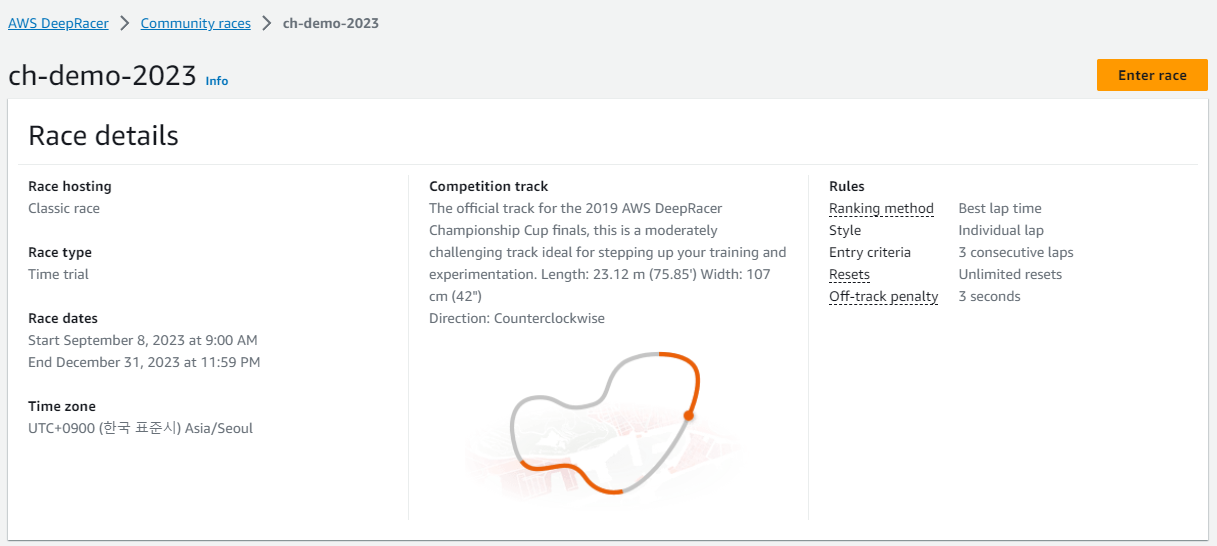 AWS DeepRacer > Community races > ch-demo-2023
ch-demo-2023 Info
Enter race
Race details
Race hosting
Classic race
Race type
Time trial
Race dates
Start September 8, 2023 at 9:00 AM
End December 31, 2023 at 11:59 PM
Time zone
UTC+0900 (한국 표준시) Asia/Seoul
Competition track
The official track for the 2019 AWS DeepRacer
Championship Cup finals, this is a moderately
challenging track ideal for stepping up your training and
experimentation. Length: 23.12 m (75.85') Width: 107
cm (42")
Direction: Counterclockwise
Rules
Ranking method Best lap time
Style Individual lap
Entry criteria 3 consecutive laps
Resets Unlimited resets
Off-track penalty 3 seconds